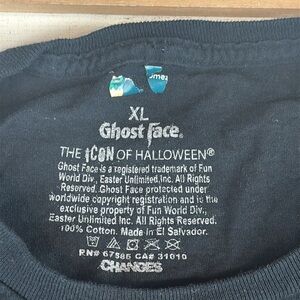 XL
Ghost Face®
THE ICON OF HALLOWEEN®
Ghost Face is a registered trademark of Fun
World Div., Easter Unlimited Inc. All Rights
Reserved. Ghost Face protected under
worldwide copyright registration and is the
exclusive property of Fun World Div.,
Easter Unlimited Inc. All Rights Reserved.
100% Cotton. Made in El Salvador.
RN# 67585 CA# 31010
CHANGES